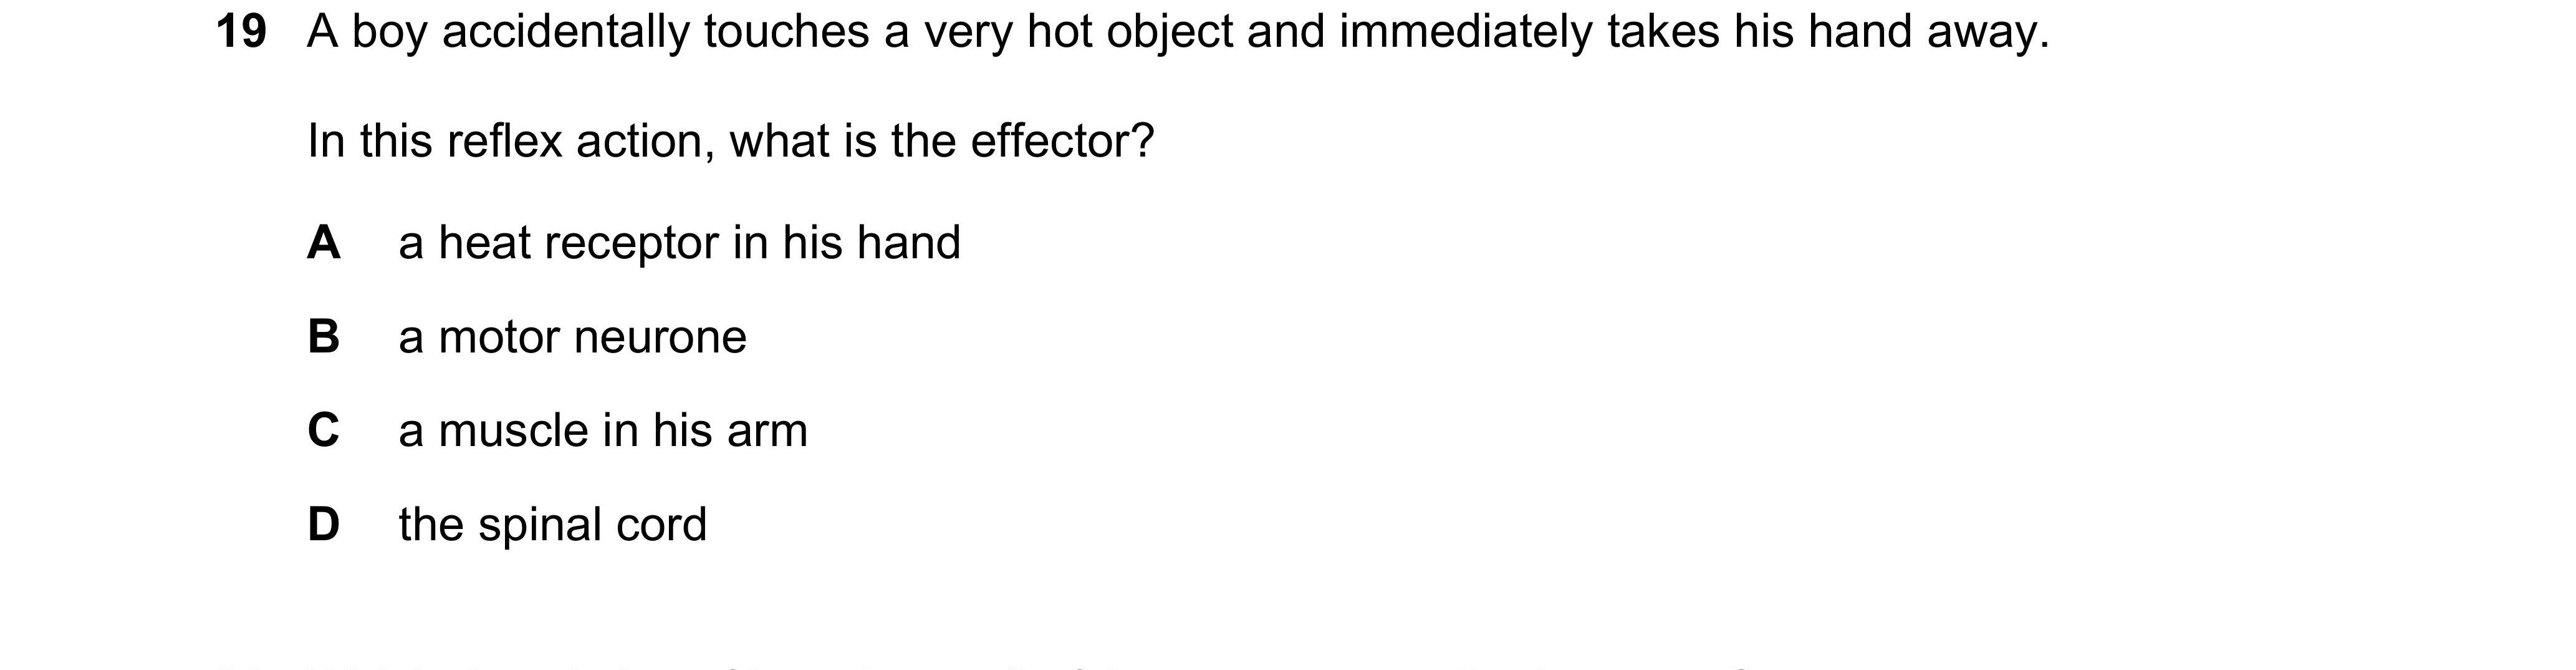 19 A boy accidentally touches a very hot object and immediately takes his hand away.
In this reflex action, what is the effector?
A a heat receptor in his hand
B a motor neurone
C a muscle in his arm
D the spinal cord